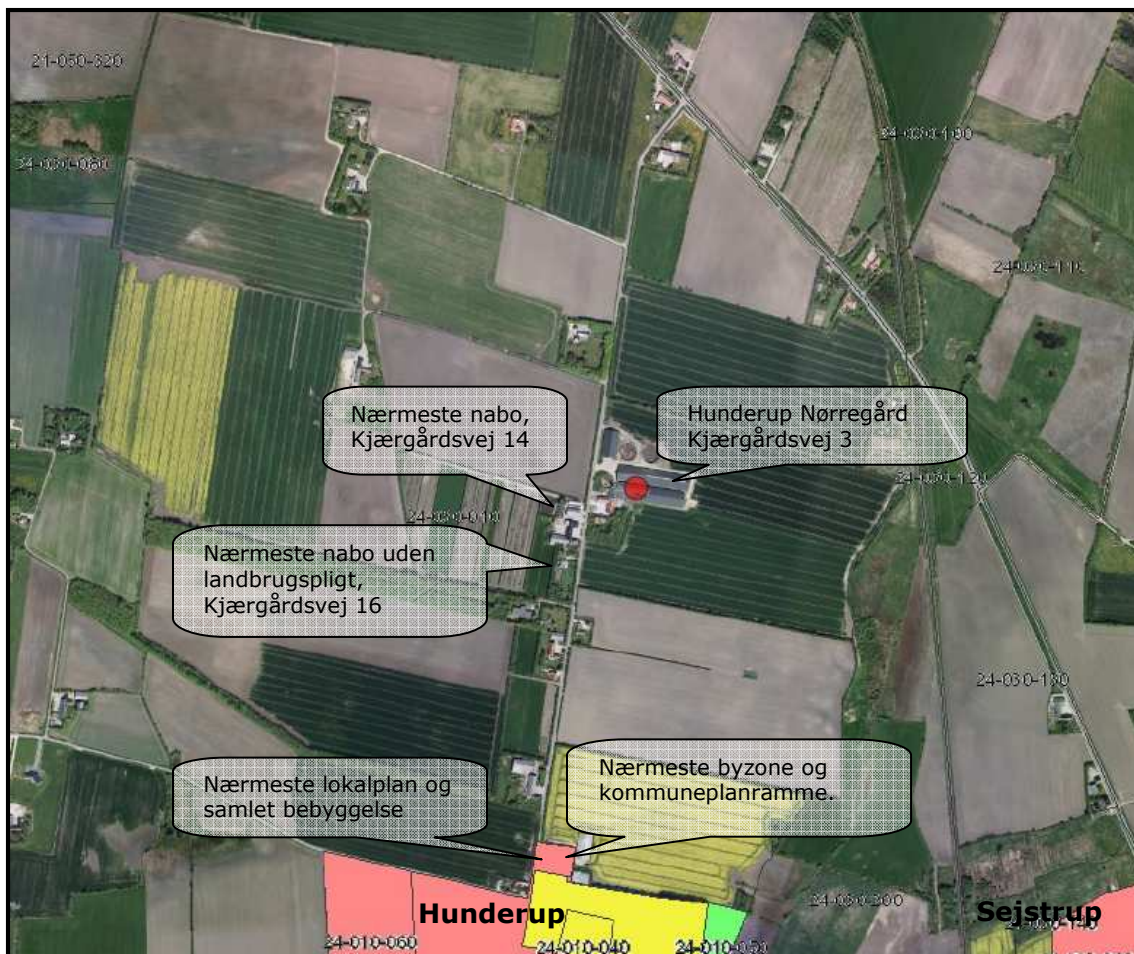 21-050-320
24-030-100
24-030-080
24-030-110
Nærmeste nabo,
Kjærgårdsvej 14
Hunderup Nørregård
Kjærgårdsvej 3
24-030-120
24-030-010
Nærmeste nabo uden
landbrugspligt,
Kjærgårdsvej 16
24-030-130
Nærmeste lokalplan og
samlet bebyggelse
Nærmeste byzone og
kommuneplanramme.
24-030-200
Hunderup
Sejstrup
24-010-060
24-010-040
24-010-050